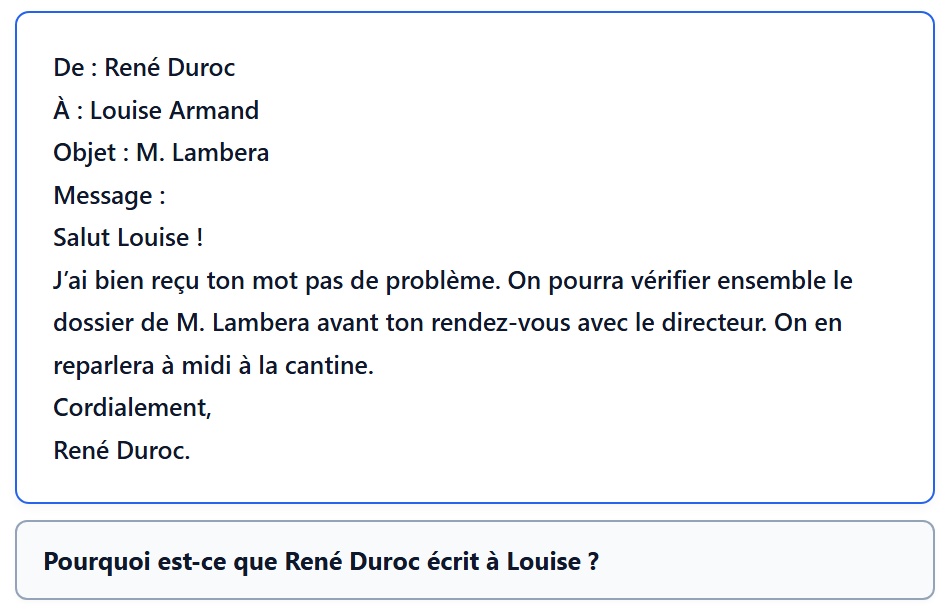 De : René Duroc
À : Louise Armand
Objet : M. Lambera
Message :
Salut Louise !
J’ai bien reçu ton mot pas de problème. On pourra vérifier ensemble le
dossier de M. Lambera avant ton rendez-vous avec le directeur. On en
reparlera à midi à la cantine.
Cordialement,
René Duroc.
Pourquoi est-ce que René Duroc écrit à Louise ?